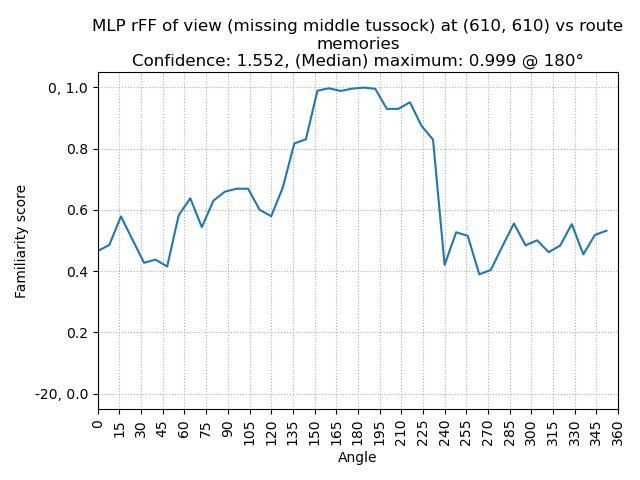 MLP rFF of view (missing middle tussock) at (610, 610) vs route
memories
Confidence: 1.552, (Median) maximum: 0.999 @ 180°
Familiarity score
0, 1.0
0.8
0.6
0.4
0.2
-20, 0.0
0 15 30 45 60 75 90 105 120 135 150 165 180 195 210 225 240 255 270 285 300 315 330 345 360
Angle